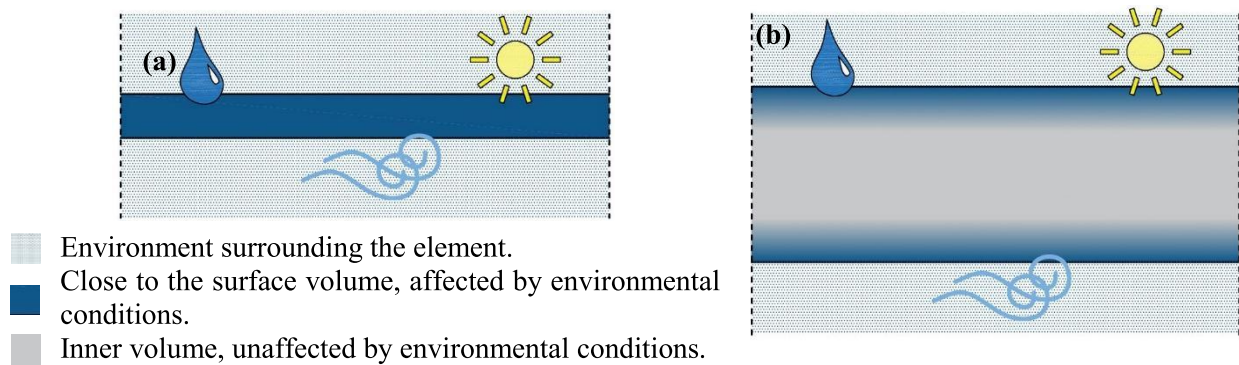 (a)
(b)
Environment surrounding the element.
Close to the surface volume, affected by environmental
conditions.
Inner volume, unaffected by environmental conditions.